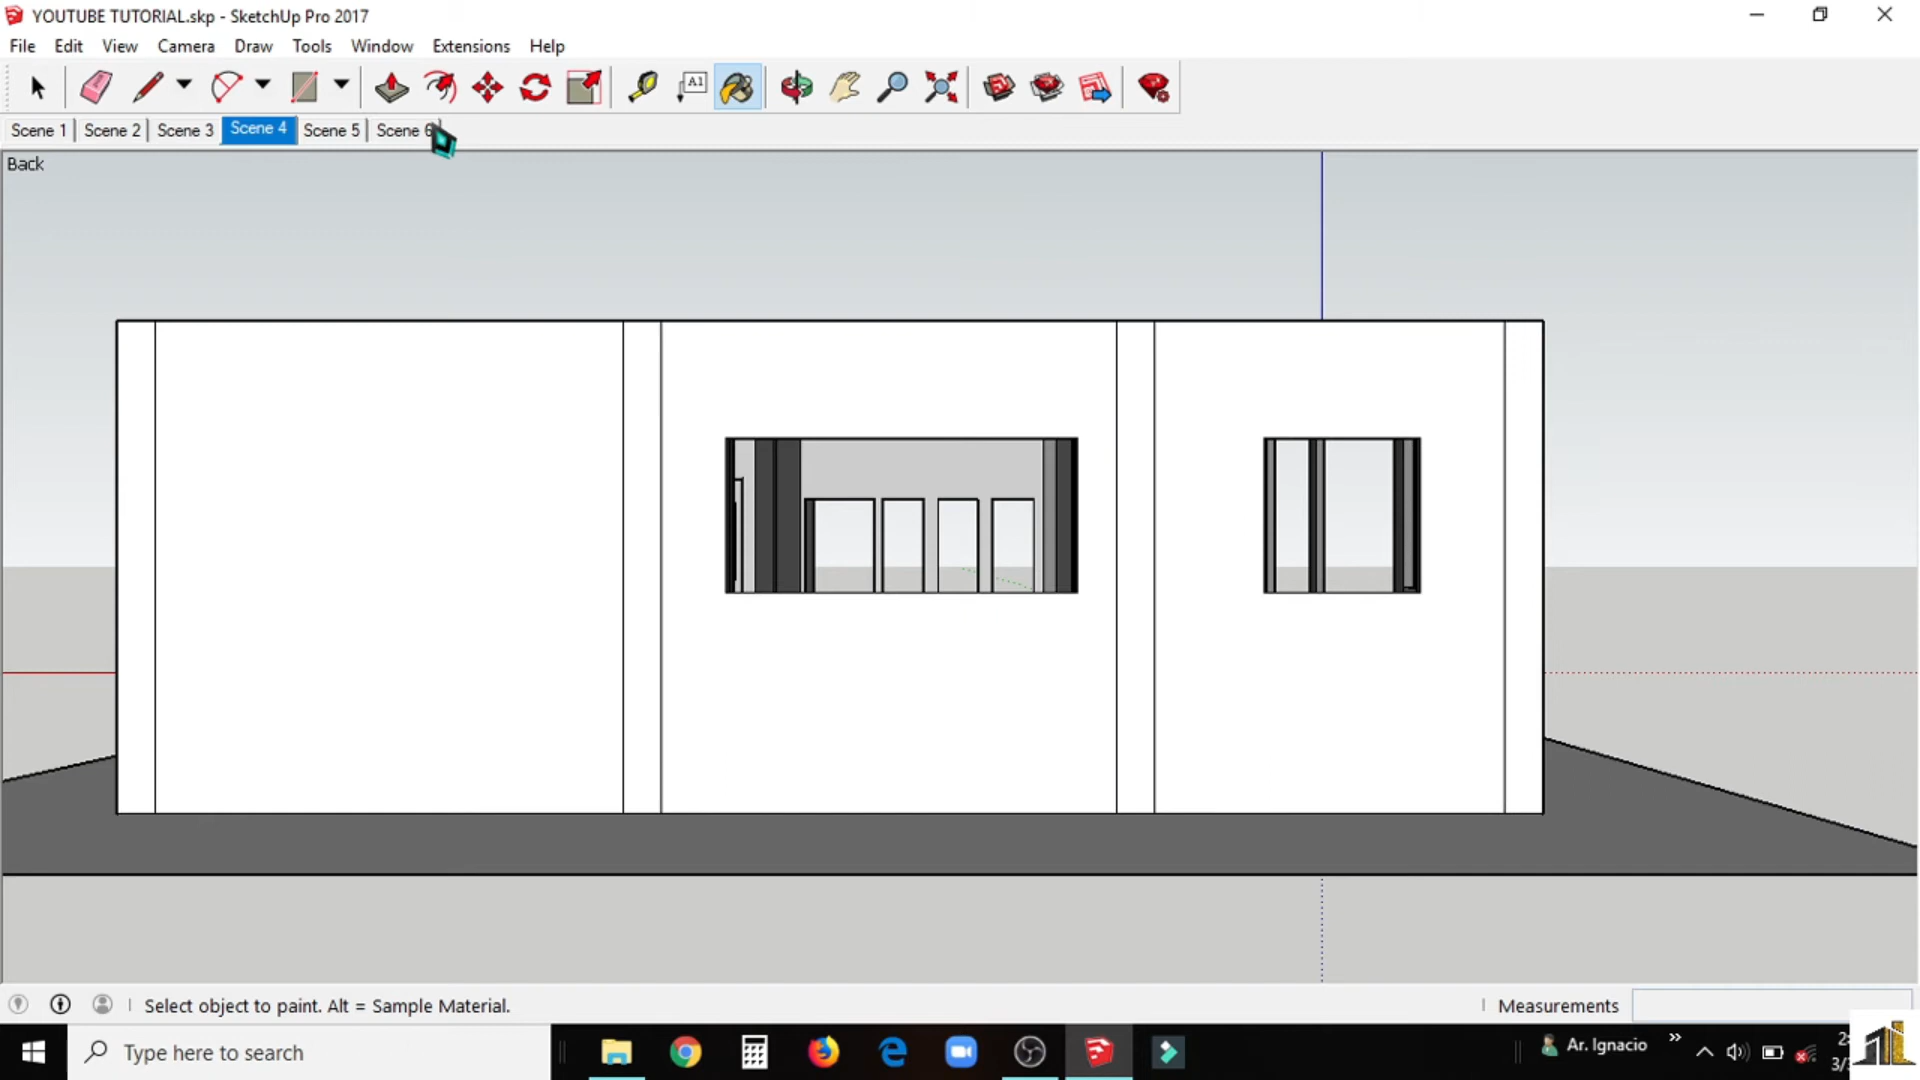 YOUTUBE TUTORIAL.skp - SketchUp Pro 2017
File Edit View Camera Draw Tools Window Extensions Help
A1
Scene 1 Scene 2 Scene 3 Scene 4 Scene 5 Scene 6
Back
Select object to paint. Alt = Sample Material.
Measurements
Type here to search
Ar. Ignacio